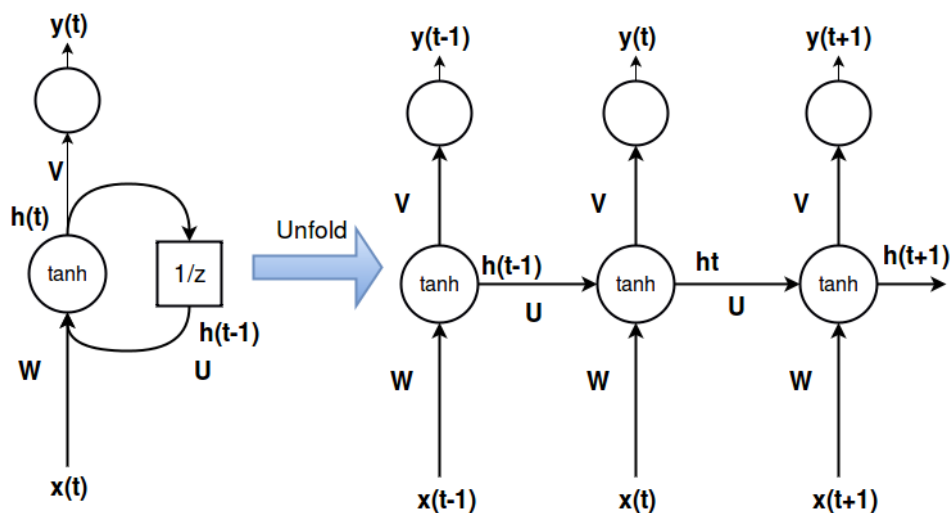 y(t)
V
h(t)
tanh
1/z
h(t-1)
U
W
x(t)
Unfold
y(t-1)
y(t)
y(t+1)
V
V
V
tanh
h(t-1)
U
tanh
ht
U
tanh
h(t+1)
W
W
W
x(t-1)
x(t)
x(t+1)